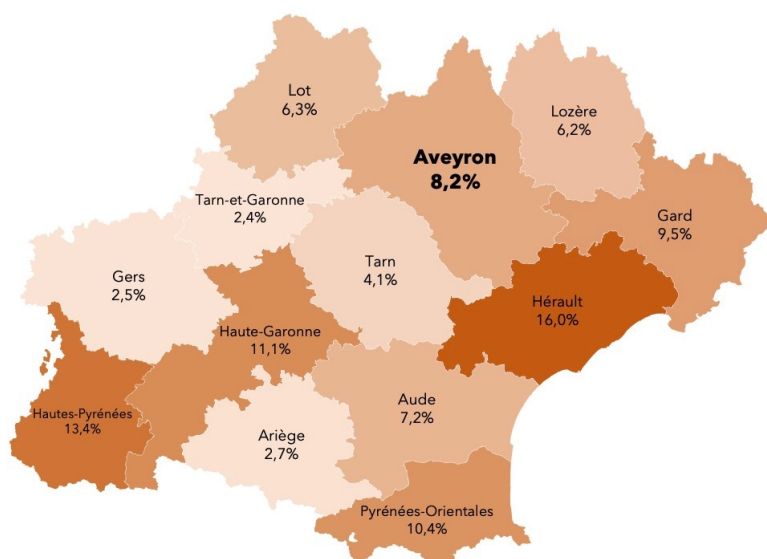 Lot
6,3%
Lozère
6,2%
Aveyron
8,2%
Tarn-et-Garonne
2,4%
Gard
9,5%
Tarn
4,1%
Gers
2,5%
Hérault
16,0%
Haute-Garonne
11,1%
Aude
7,2%
Hautes-Pyrénées
13,4%
Ariège
2,7%
Pyrénées-Orientales
10,4%